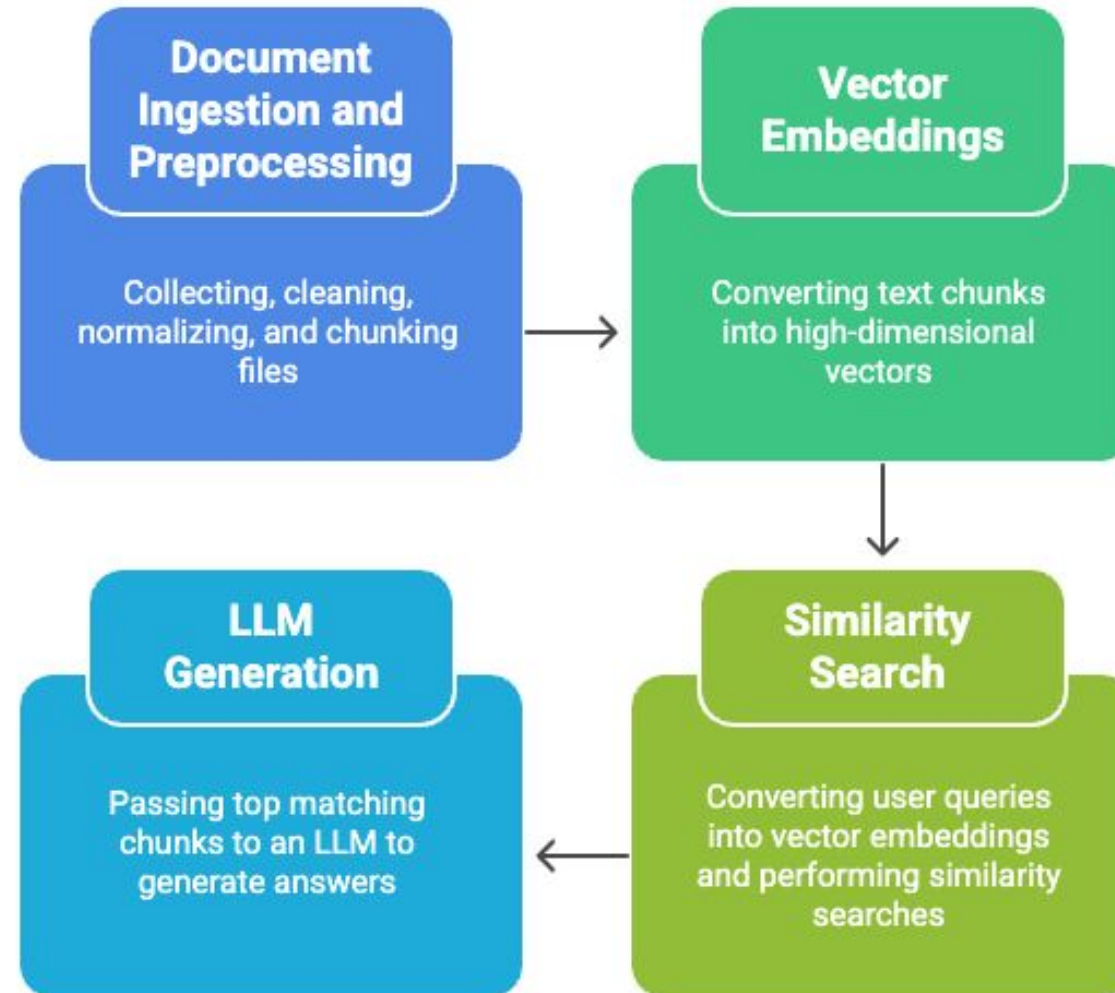 Document
Ingestion and
Preprocessing
Collecting, cleaning,
normalizing, and chunking
files
Vector
Embeddings
Converting text chunks
into high-dimensional
vectors
Similarity
Search
Converting user queries
into vector embeddings
and performing similarity
searches
LLM
Generation
Passing top matching
chunks to an LLM to
generate answers